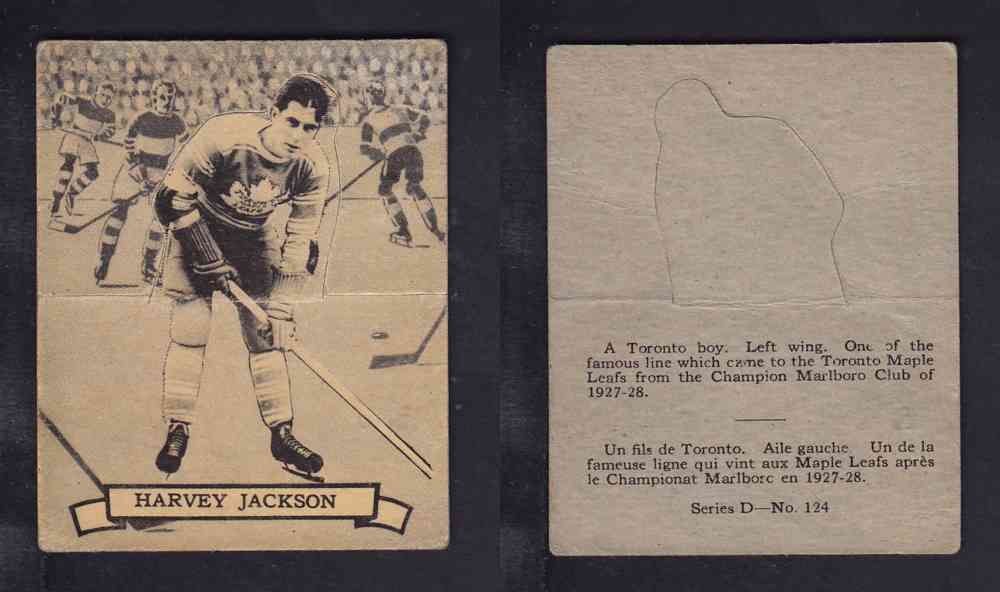 HARVEY JACKSON
A Toronto boy. Left wing. One of the
famous line which came to the Toronto Maple
Leafs from the Champion Marlboro Club of
1927-28.
Un fils de Toronto. Aile gauche Un de la
fameuse ligne qui vint aux Maple Leafs après
le Championat Marlboro en 1927-28.
Series D—No. 124